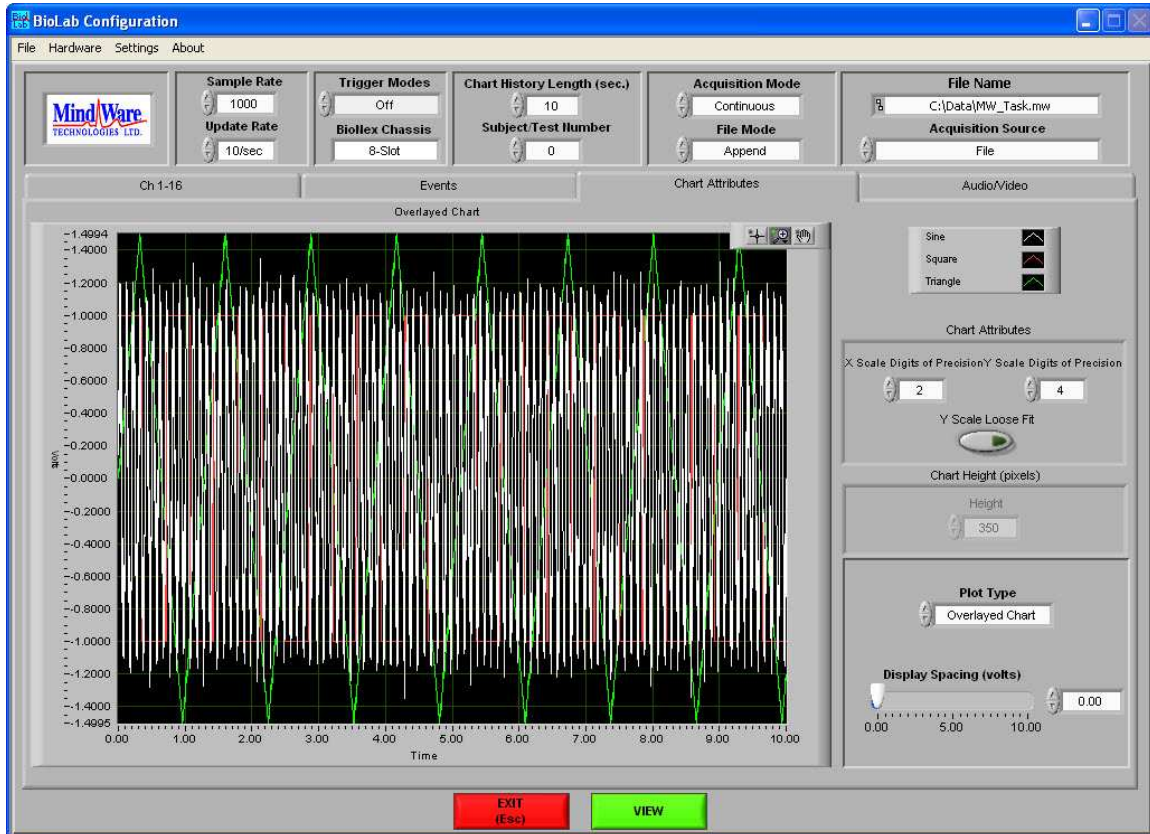 BioLab Configuration
File Hardware Settings About
MindWare
TECHNOLOGIES LTD.
Sample Rate
1000
Update Rate
10/sec
Trigger Modes
Off
BioNex Chassis
8-Slot
Chart History Length (sec.)
10
Subject/Test Number
0
Acquisition Mode
Continuous
File Mode
Append
File Name
C:\Data\MW_Task.mw
Acquisition Source
File
Ch 1-16
Events
Chart Attributes
Audio/Video
Overlayed Chart
1.4994
1.4000
1.2000
1.0000
0.8000
0.6000
0.4000
0.2000
0.0000
-0.2000
-0.4000
-0.6000
-0.8000
-1.0000
-1.2000
-1.4000
-1.4995
Volts
0.00 1.00 2.00 3.00 4.00 5.00 6.00 7.00 8.00 9.00 10.00
Time
Sine
Square
Triangle
Chart Attributes
X Scale Digits of Precision Y Scale Digits of Precision
2 4
Y Scale Loose Fit
Chart Height (pixels)
Height
350
Plot Type
Overlayed Chart
Display Spacing (volts)
0.00
0.00 5.00 10.00
EXIT
(Esc)
VIEW